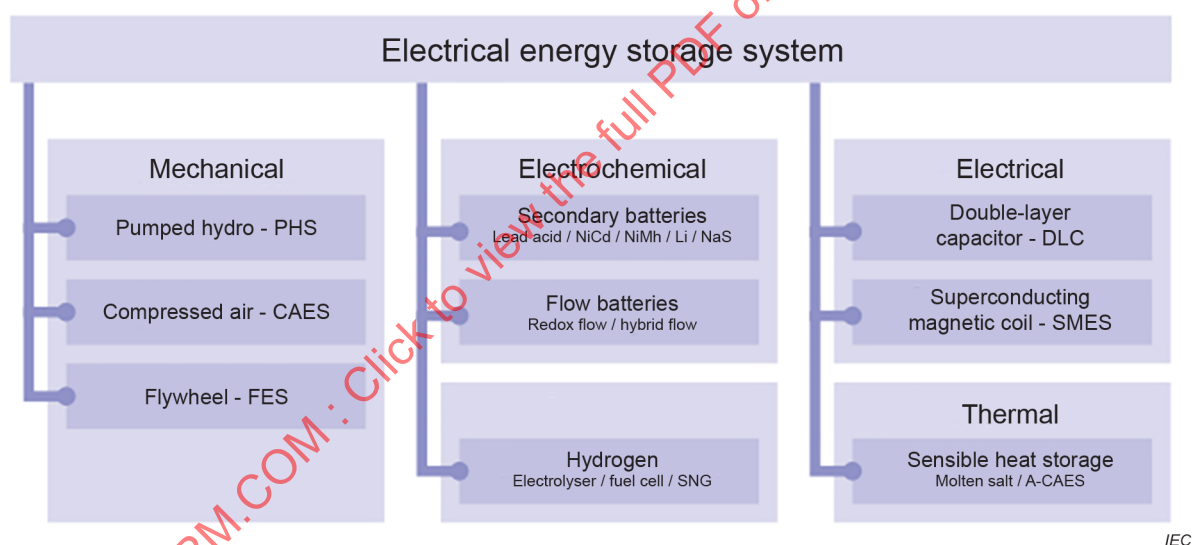 Electrical energy storage system
Mechanical
Pumped hydro - PHS
Compressed air - CAES
Flywheel - FES
Electrochemical
Secondary batteries
Lead acid / NiCd / NiMh / Li / NaS
Flow batteries
Redox flow / hybrid flow
Hydrogen
Electrolyser / fuel cell / SNG
Electrical
Double-layer
capacitor - DLC
Superconducting
magnetic coil - SMES
Thermal
Sensible heat storage
Molten salt / A-CAES
IEC
RM.COM : Click to view the full PDF of